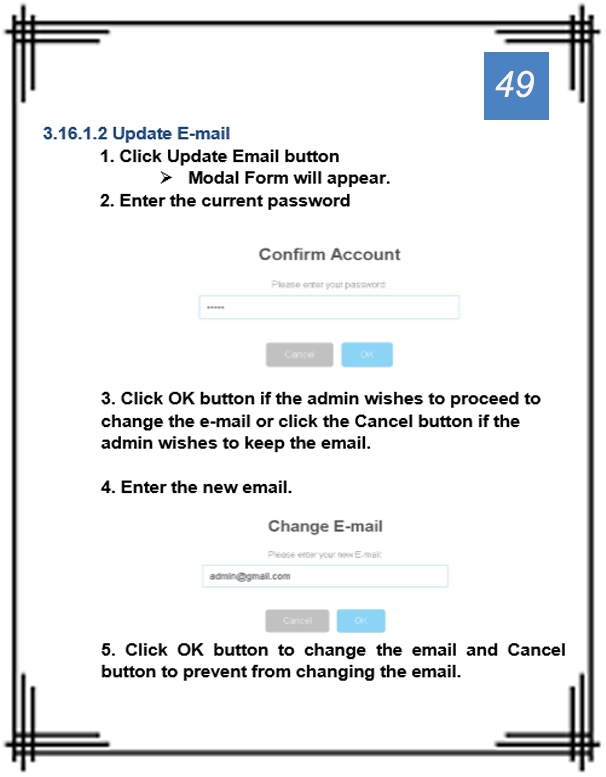 49
3.16.1.2 Update E-mail
1. Click Update Email button
➢ Modal Form will appear.
2. Enter the current password
Confirm Account
Please enter your password:
-----
Cancel OK
3. Click OK button if the admin wishes to proceed to
change the e-mail or click the Cancel button if the
admin wishes to keep the email.
4. Enter the new email.
Change E-mail
Please enter your new E-mail:
admin@gmail.com
Cancel OK
5. Click OK button to change the email and Cancel
button to prevent from changing the email.